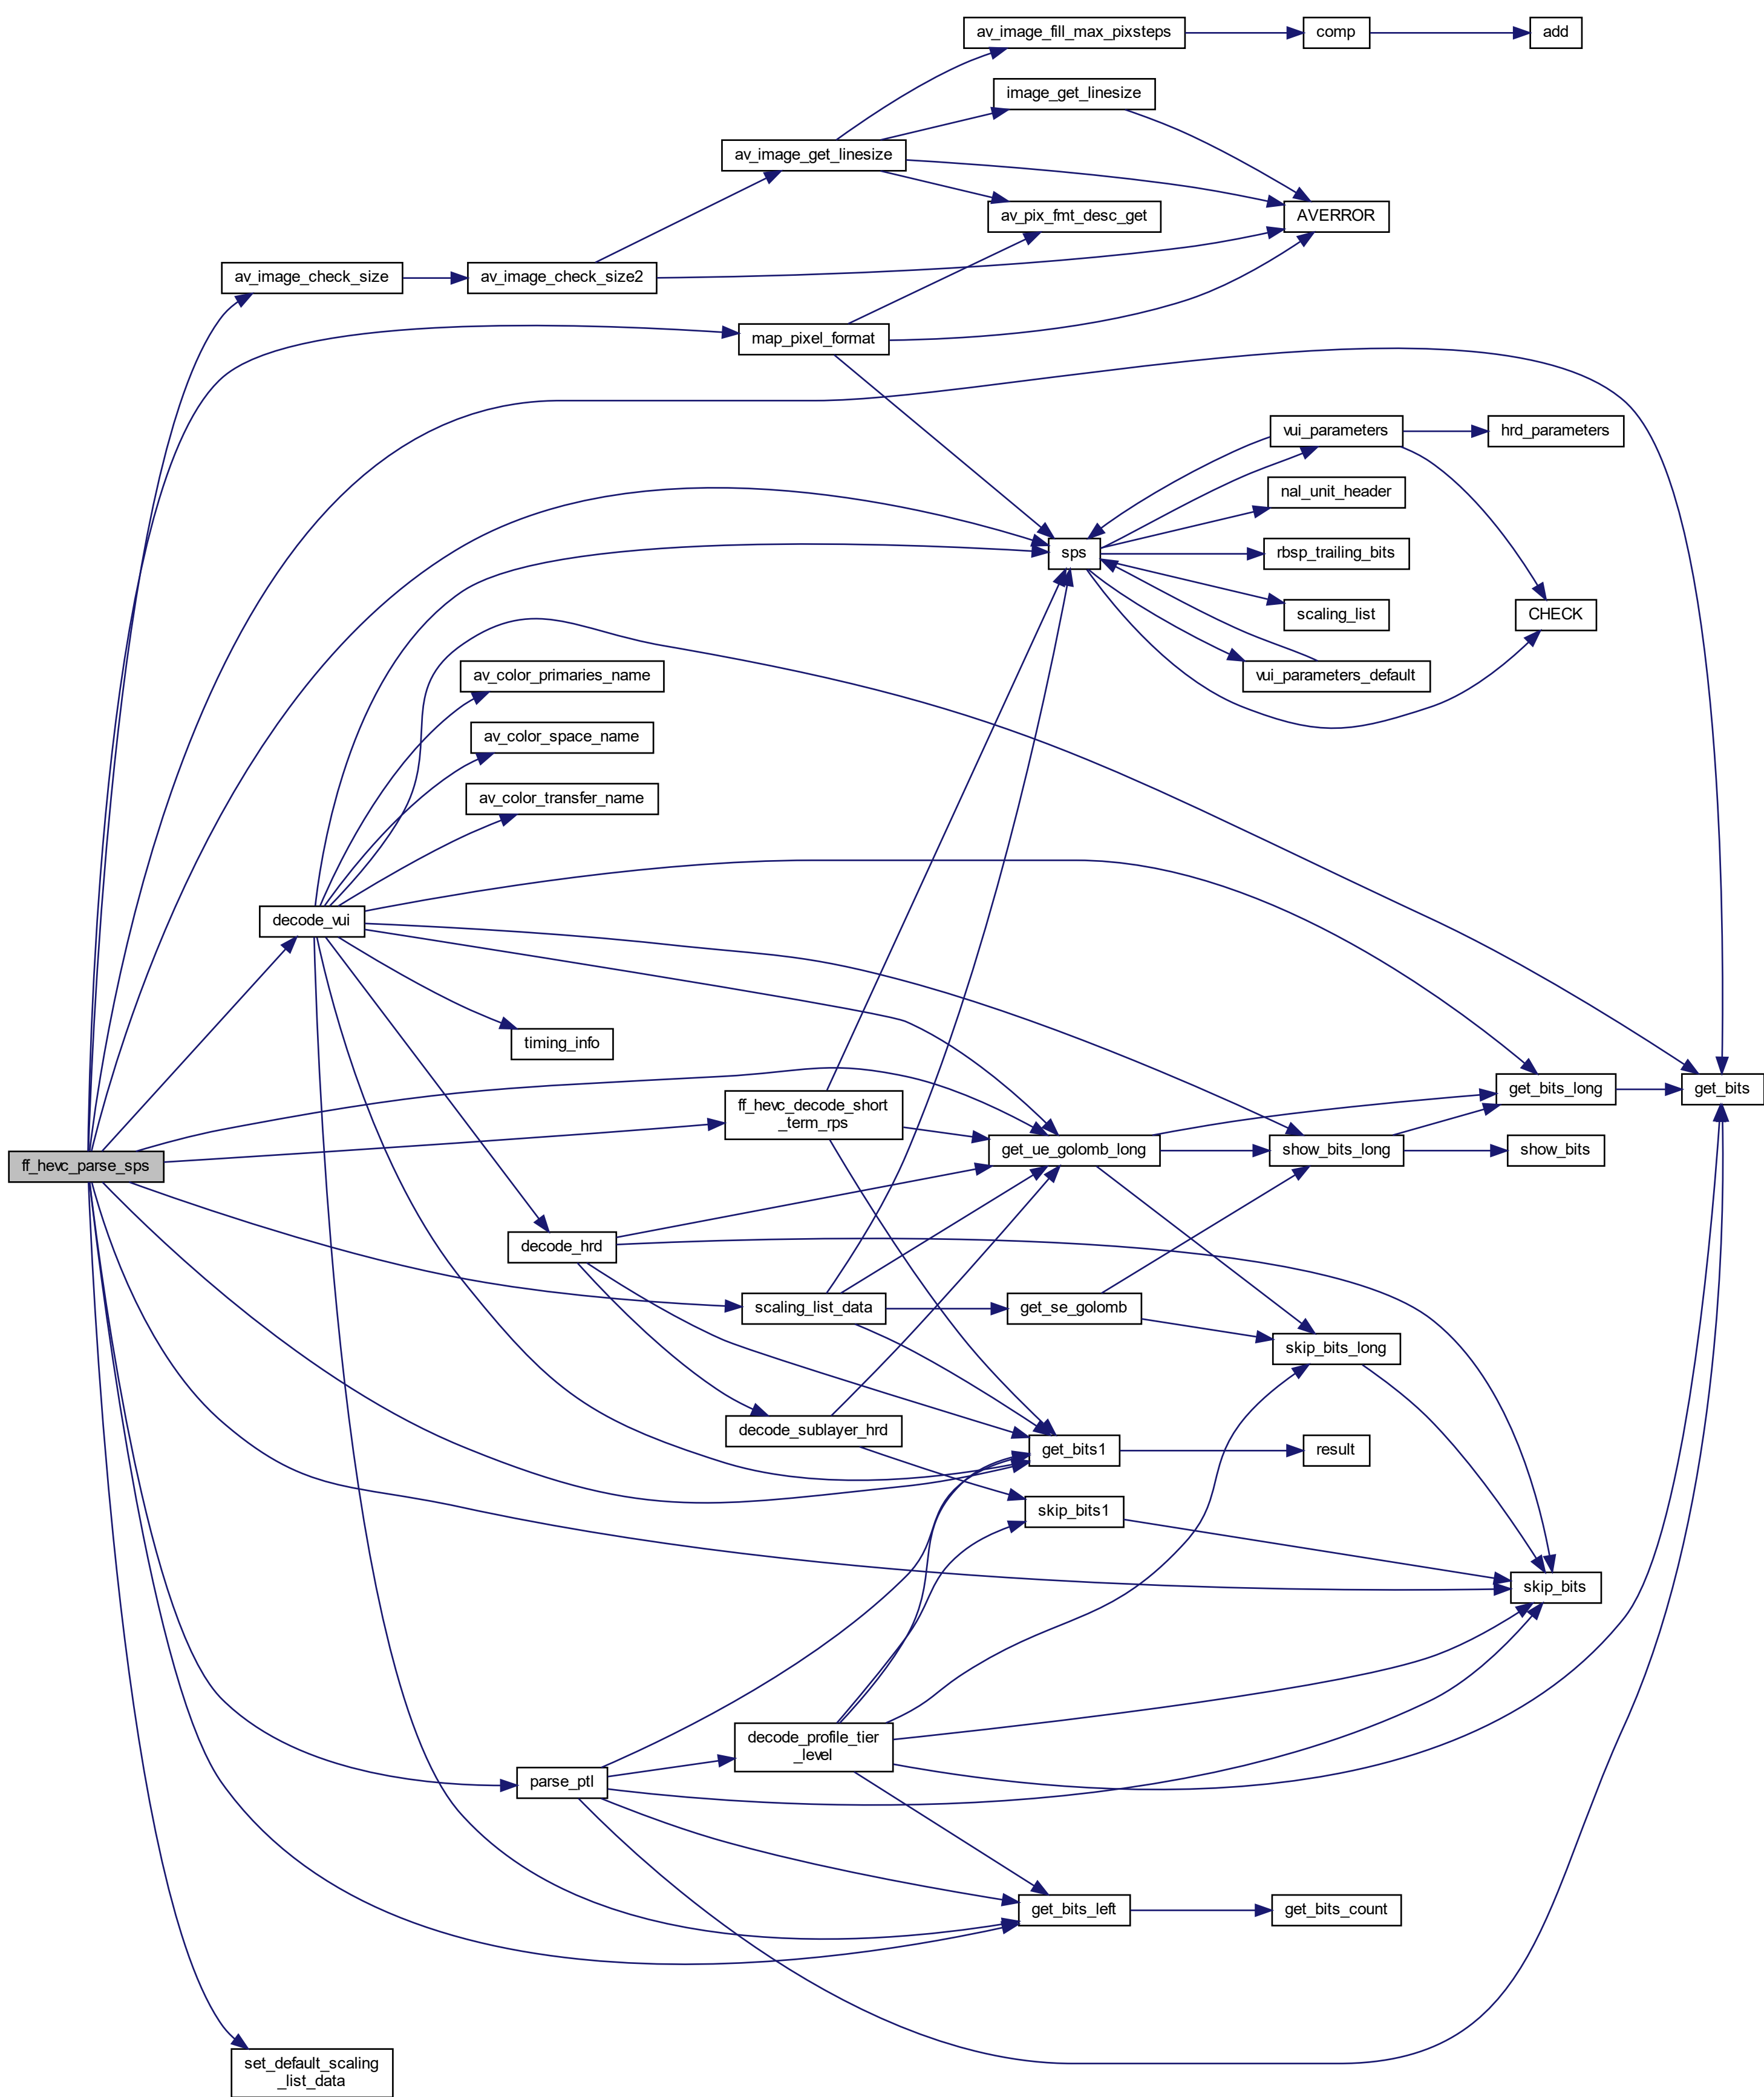 av_image_fill_max_pixsteps
comp
add
image_get_linesize
av_image_get_linesize
av_pix_fmt_desc_get
AVERROR
av_image_check_size
av_image_check_size2
map_pixel_format
vui_parameters
hrd_parameters
nal_unit_header
sps
rbsp_trailing_bits
scaling_list
CHECK
vui_parameters_default
av_color_primaries_name
av_color_space_name
av_color_transfer_name
decode_vui
timing_info
get_bits_long
get_bits
ff_hevc_decode_short
_term_rps
get_ue_golomb_long
show_bits_long
show_bits
ff_hevc_parse_sps
decode_hrd
scaling_list_data
get_se_golomb
skip_bits_long
decode_sublayer_hrd
get_bits1
result
skip_bits1
skip_bits
decode_profile_tier
_level
parse_ptl
get_bits_left
get_bits_count
set_default_scaling
_list_data